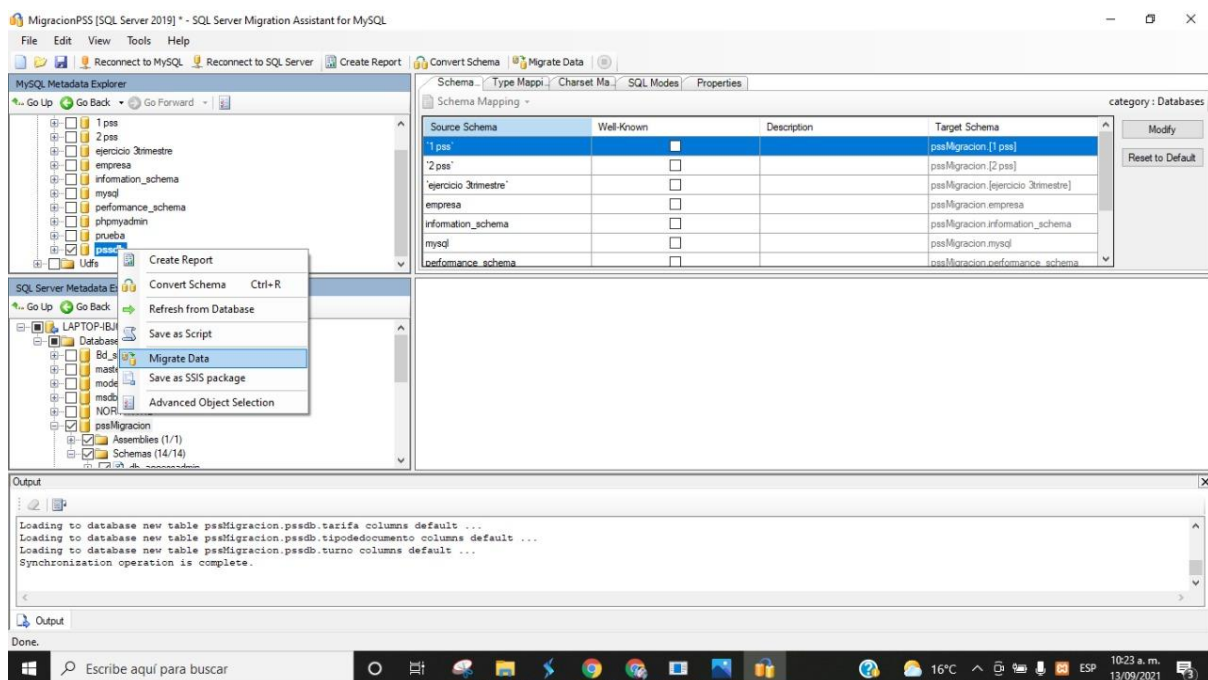 MigracionPSS [SQL Server 2019] * - SQL Server Migration Assistant for MySQL
File Edit View Tools Help
Reconnect to MySQL Reconnect to SQL Server Create Report Convert Schema Migrate Data
MySQL Metadata Explorer
Go Up Go Back Go Forward
1 pss
2 pss
ejercicio 3trimestre
empresa
information_schema
mysql
performance_schema
phpmyadmin
prueba
Udfs
Create Report
Convert Schema Ctrl+R
Refresh from Database
Save as Script
Migrate Data
Save as SSIS package
Advanced Object Selection
SQL Server Metadata
Go Up Go Back
pssMigracion
Assemblies (1/1)
Schemas (14/14)
Type Mappi... Charset Ma... SQL Modes Properties
Schema Mapping
category : Databases
Source Schema Well-Known Description Target Schema
`1 pss` pssMigracion.[1 pss]
`2 pss` pssMigracion.[2 pss]
`ejercicio 3trimestre` pssMigracion.[ejercicio 3trimestre]
empresa pssMigracion.empresa
information_schema pssMigracion.information_schema
mysql pssMigracion.mysql
performance_schema pssMigracion.performance_schema
Modify
Reset to Default
Output
Loading to database new table pssMigracion.pssdb.tarifa columns default ...
Loading to database new table pssMigracion.pssdb.tipodedocumento columns default ...
Loading to database new table pssMigracion.pssdb.turno columns default ...
Synchronization operation is complete.
Output
Done.
Escribe aquí para buscar
16°C
ESP
10:23 a. m.
13/09/2021